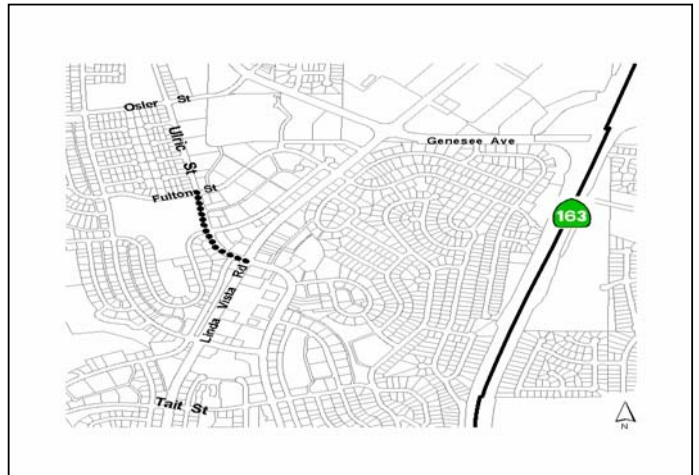 Osler St
Ulric St
Genesee Ave
Fulton St
163
Linda Vista Rd
Tait St
N